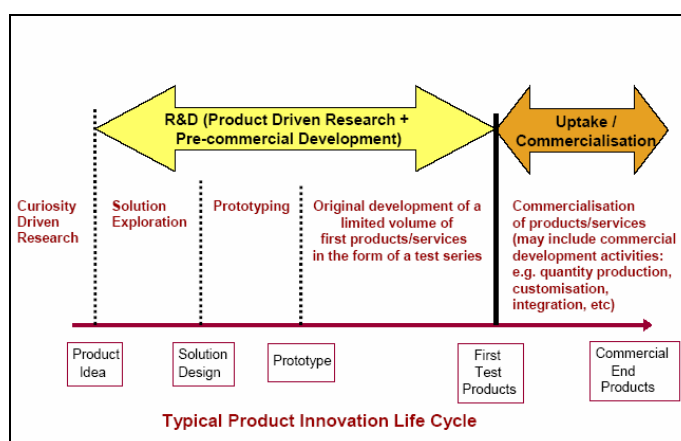 R&D (Product Driven Research +
Pre-commercial Development)
Uptake /
Commercialisation
Curiosity
Driven
Research
Solution
Exploration
Prototyping
Original development of a
limited volume of
first products/services
in the form of a test series
Commercialisation
of products/services
(may include commercial
development activities:
e.g. quantity production,
customisation,
integration, etc)
Product
Idea
Solution
Design
Prototype
First
Test
Products
Commercial
End
Products
Typical Product Innovation Life Cycle